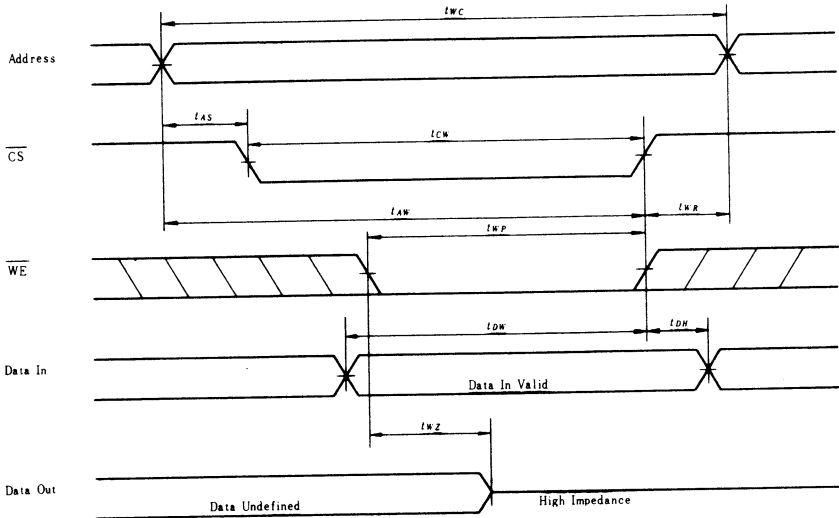 tWC
Address
tAS
tCW
CS
tAW
tWR
tWP
WE
tDW
tDH
Data In
Data In Valid
tWZ
Data Out
Data Undefined
High Impedance